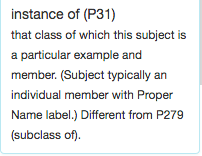 instance of (P31)
that class of which this subject is
a particular example and
member. (Subject typically an
individual member with Proper
Name label.) Different from P279
(subclass of).